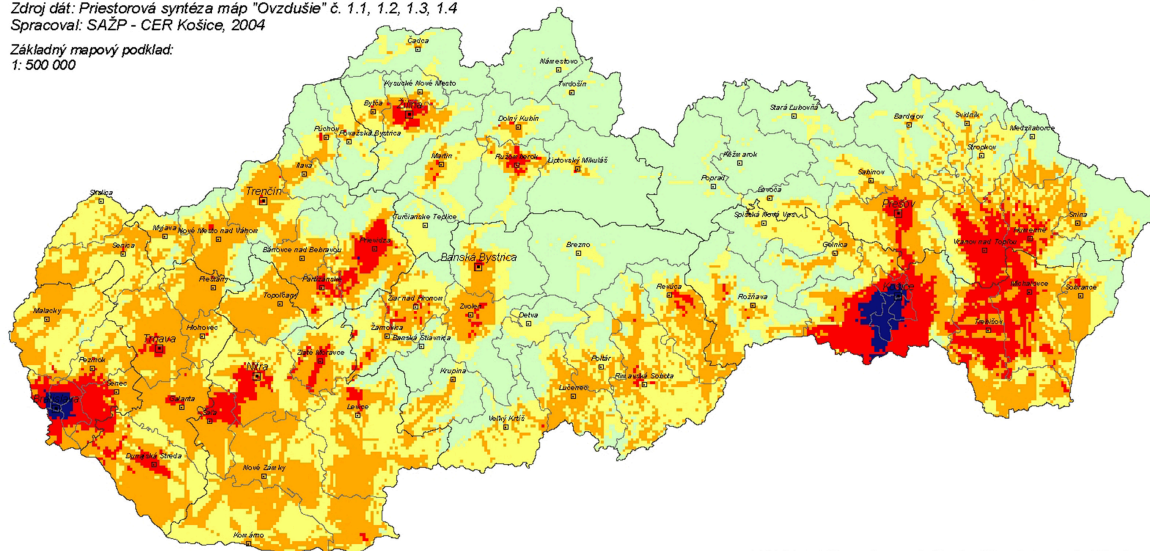 Zdroj dát: Priestorová syntéza máp "Ovzdušie" č. 1.1, 1.2, 1.3, 1.4
Spracoval: SAŽP - CER Košice, 2004
Základný mapový podklad:
1: 500 000
Čadca
Námestovo
Kysucké Nové Mesto
Tvrdošín
Bytča
Žilina
Stará Ľubovňa
Bardejov
Svidník
Medzilaborce
Dolný Kubín
Púchov
Považská Bystrica
Stropkov
Martin
Ružomberok
Liptovský Mikuláš
Kežmarok
Ilava
Poprad
Sabinov
Skalica
Trenčín
Levoča
Prešov
Turčianske Teplice
Spišská Nová Ves
Snina
Myjava
Nové Mesto nad Váhom
Humenné
Senica
Bánovce nad Bebravou
Prievidza
Brezno
Gelnica
Vranov nad Topľou
Banská Bystrica
Piešťany
Partizánske
Topoľčany
Revúca
Košice
Michalovce
Sobrance
Žiar nad Hronom
Zvolen
Rožňava
Malacky
Hlohovec
Detva
Trebišov
Trnava
Žarnovica
Banská Štiavnica
Pezinok
Zlaté Moravce
Poltár
Nitra
Krupina
Rimavská Sobota
Senec
Lučenec
Bratislava
Galanta
Šaľa
Levice
Veľký Krtíš
Dunajská Streda
Nové Zámky
Komárno